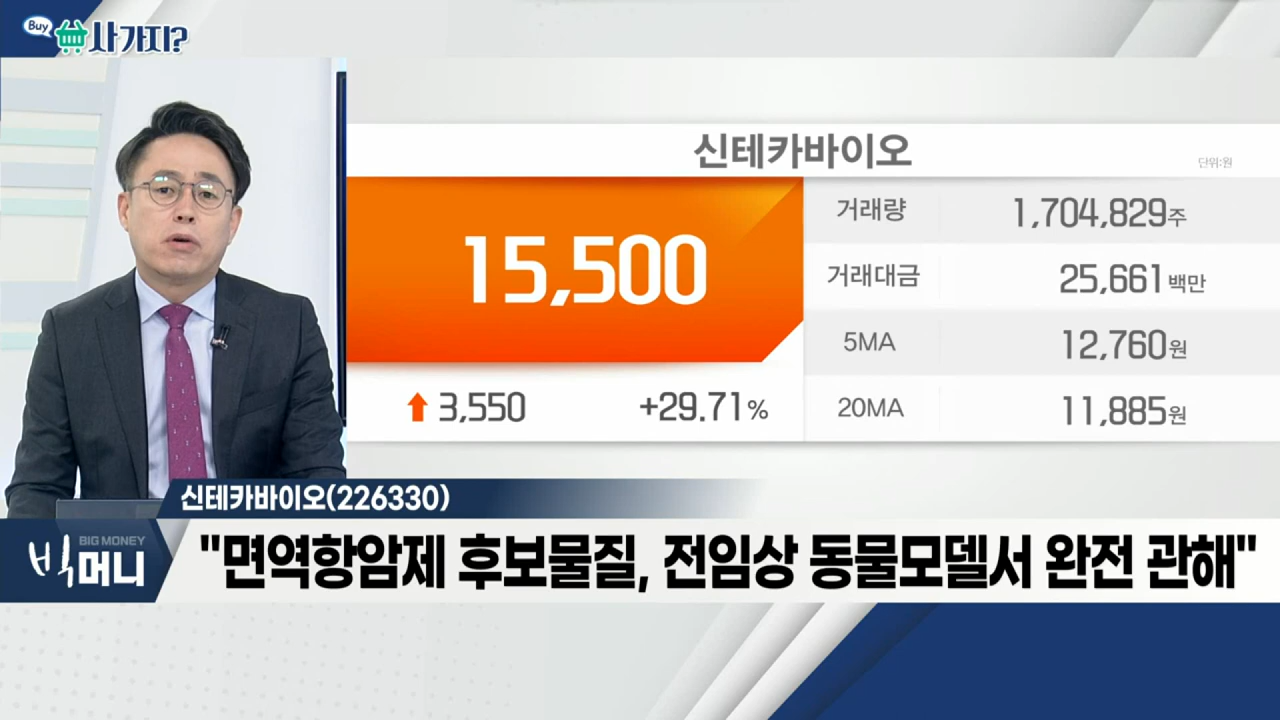 Buy 사가지?
신테카바이오
단위:원
15,500
3,550 +29.71%
거래량 1,704,829주
거래대금 25,661백만
5MA 12,760원
20MA 11,885원
신테카바이오(226330)
BIG MONEY
빅머니
"면역항암제 후보물질, 전임상 동물모델서 완전 관해"